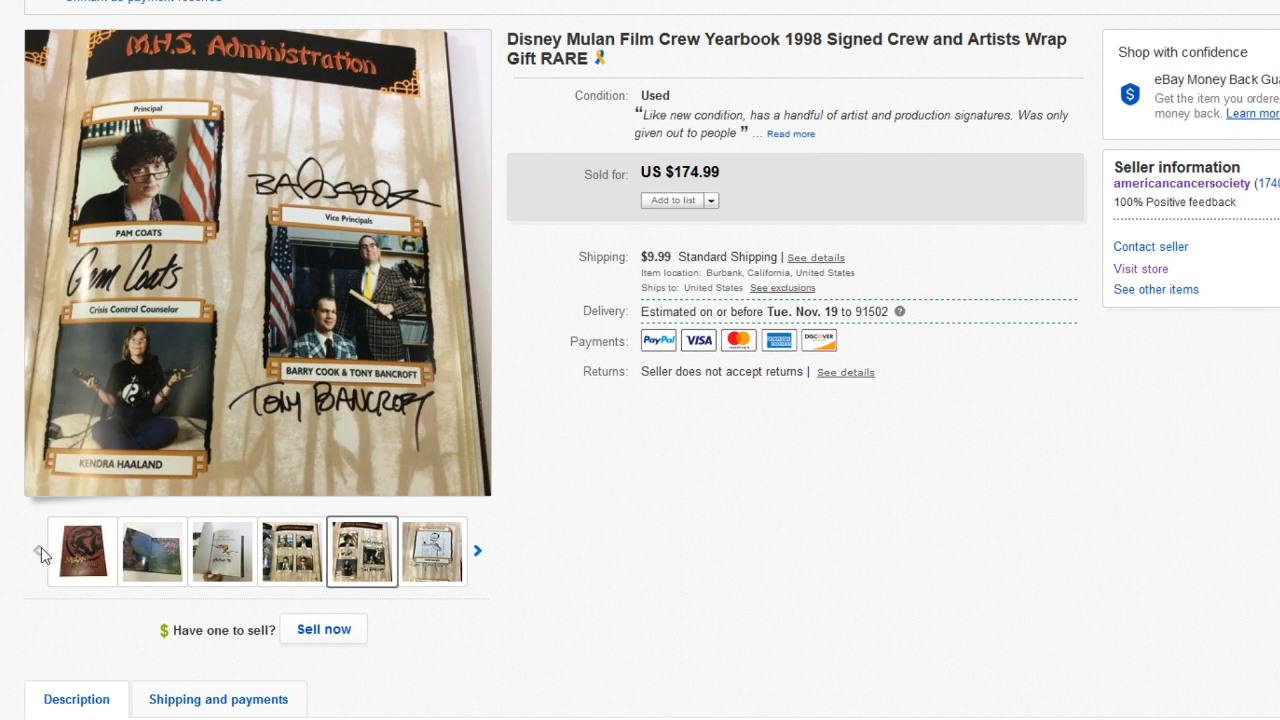 M.H.S. Administration
Principal
PAM COATS
Pam Coats
Crisis Control Counselor
KENDRA HAALAND
Vice Principals
BARRY COOK & TONY BANCROFT
TONY BANCROFT
Have one to sell?
Sell now
Description
Shipping and payments
Disney Mulan Film Crew Yearbook 1998 Signed Crew and Artists Wrap
Gift RARE
Condition: Used
“Like new condition, has a handful of artist and production signatures. Was only
given out to people ” ... Read more
Sold for: US $174.99
Add to list
Shipping: $9.99 Standard Shipping | See details
Item location: Burbank, California, United States
Ships to: United States See exclusions
Delivery: Estimated on or before Tue. Nov. 19 to 91502
Payments: PayPal VISA MasterCard DISCOVER
Returns: Seller does not accept returns | See details
Shop with confidence
eBay Money Back Gua
Get the item you ordere
money back. Learn mor
Seller information
americancancersociety (1740
100% Positive feedback
Contact seller
Visit store
See other items